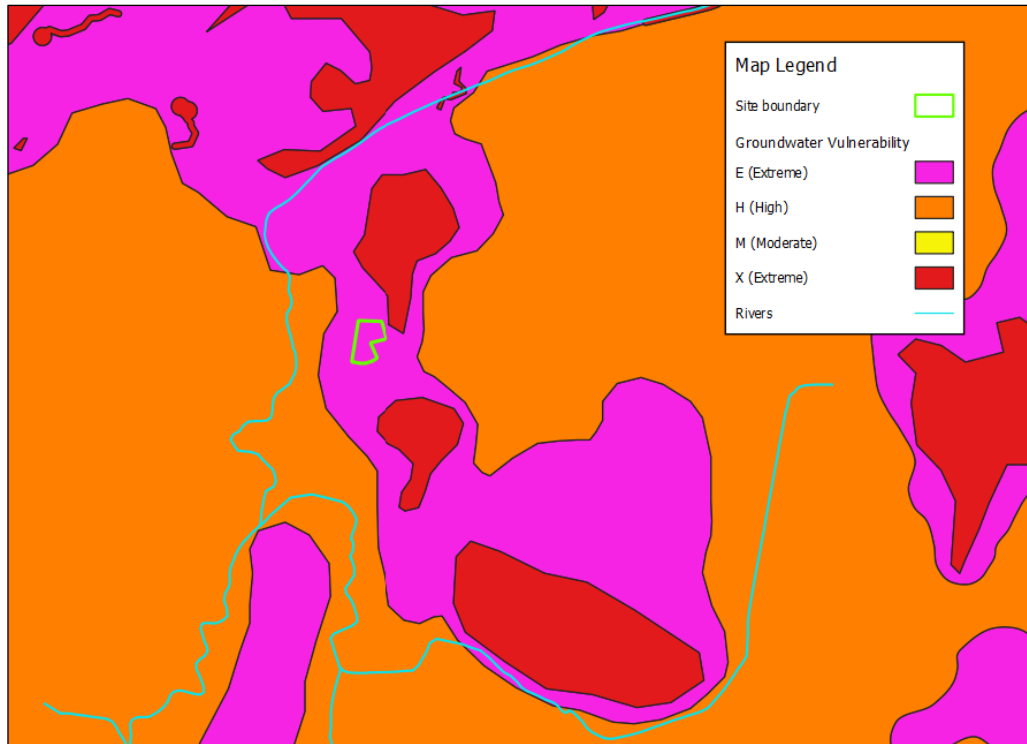 Map Legend
Site boundary
Groundwater Vulnerability
E (Extreme)
H (High)
M (Moderate)
X (Extreme)
Rivers